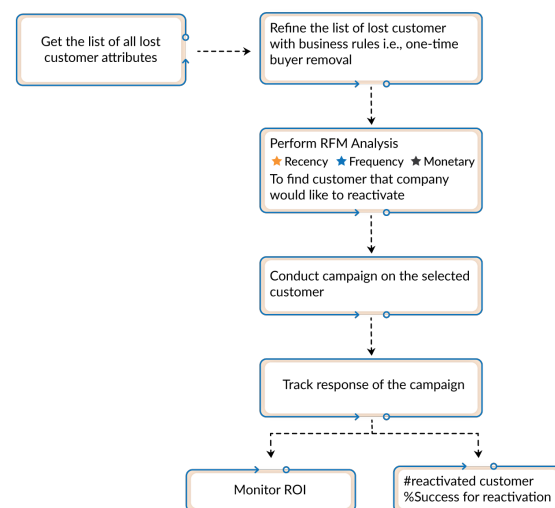 Get the list of all lost
customer attributes
Refine the list of lost customer
with business rules i.e., one-time
buyer removal
Perform RFM Analysis
Recency Frequency Monetary
To find customer that company
would like to reactivate
Conduct campaign on the selected
customer
Track response of the campaign
Monitor ROI
#reactivated customer
%Success for reactivation